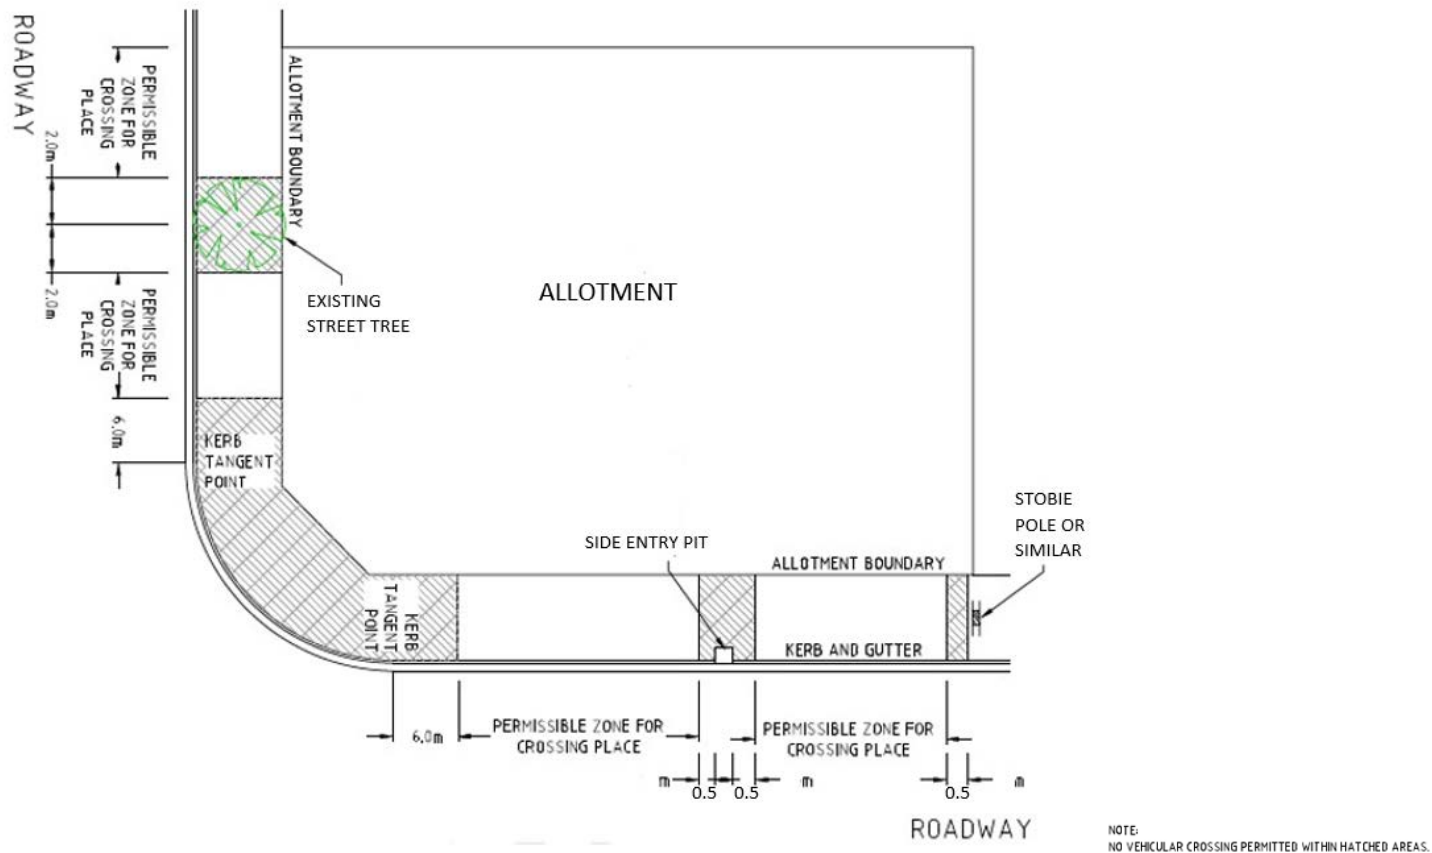 ROADWAY
PERMISSIBLE
ZONE FOR
CROSSING
PLACE
2.0m
2.0m
PERMISSIBLE
ZONE FOR
CROSSING
PLACE
6.0m
ALLOTMENT BOUNDARY
EXISTING
STREET TREE
ALLOTMENT
KERB
TANGENT
POINT
KERB
TANGENT
POINT
SIDE ENTRY PIT
ALLOTMENT BOUNDARY
STOBIE
POLE OR
SIMILAR
KERB AND GUTTER
6.0m
PERMISSIBLE ZONE FOR
CROSSING PLACE
PERMISSIBLE ZONE FOR
CROSSING PLACE
m
0.5
0.5
m
0.5
m
ROADWAY
NOTE:
NO VEHICULAR CROSSING PERMITTED WITHIN HATCHED AREAS.